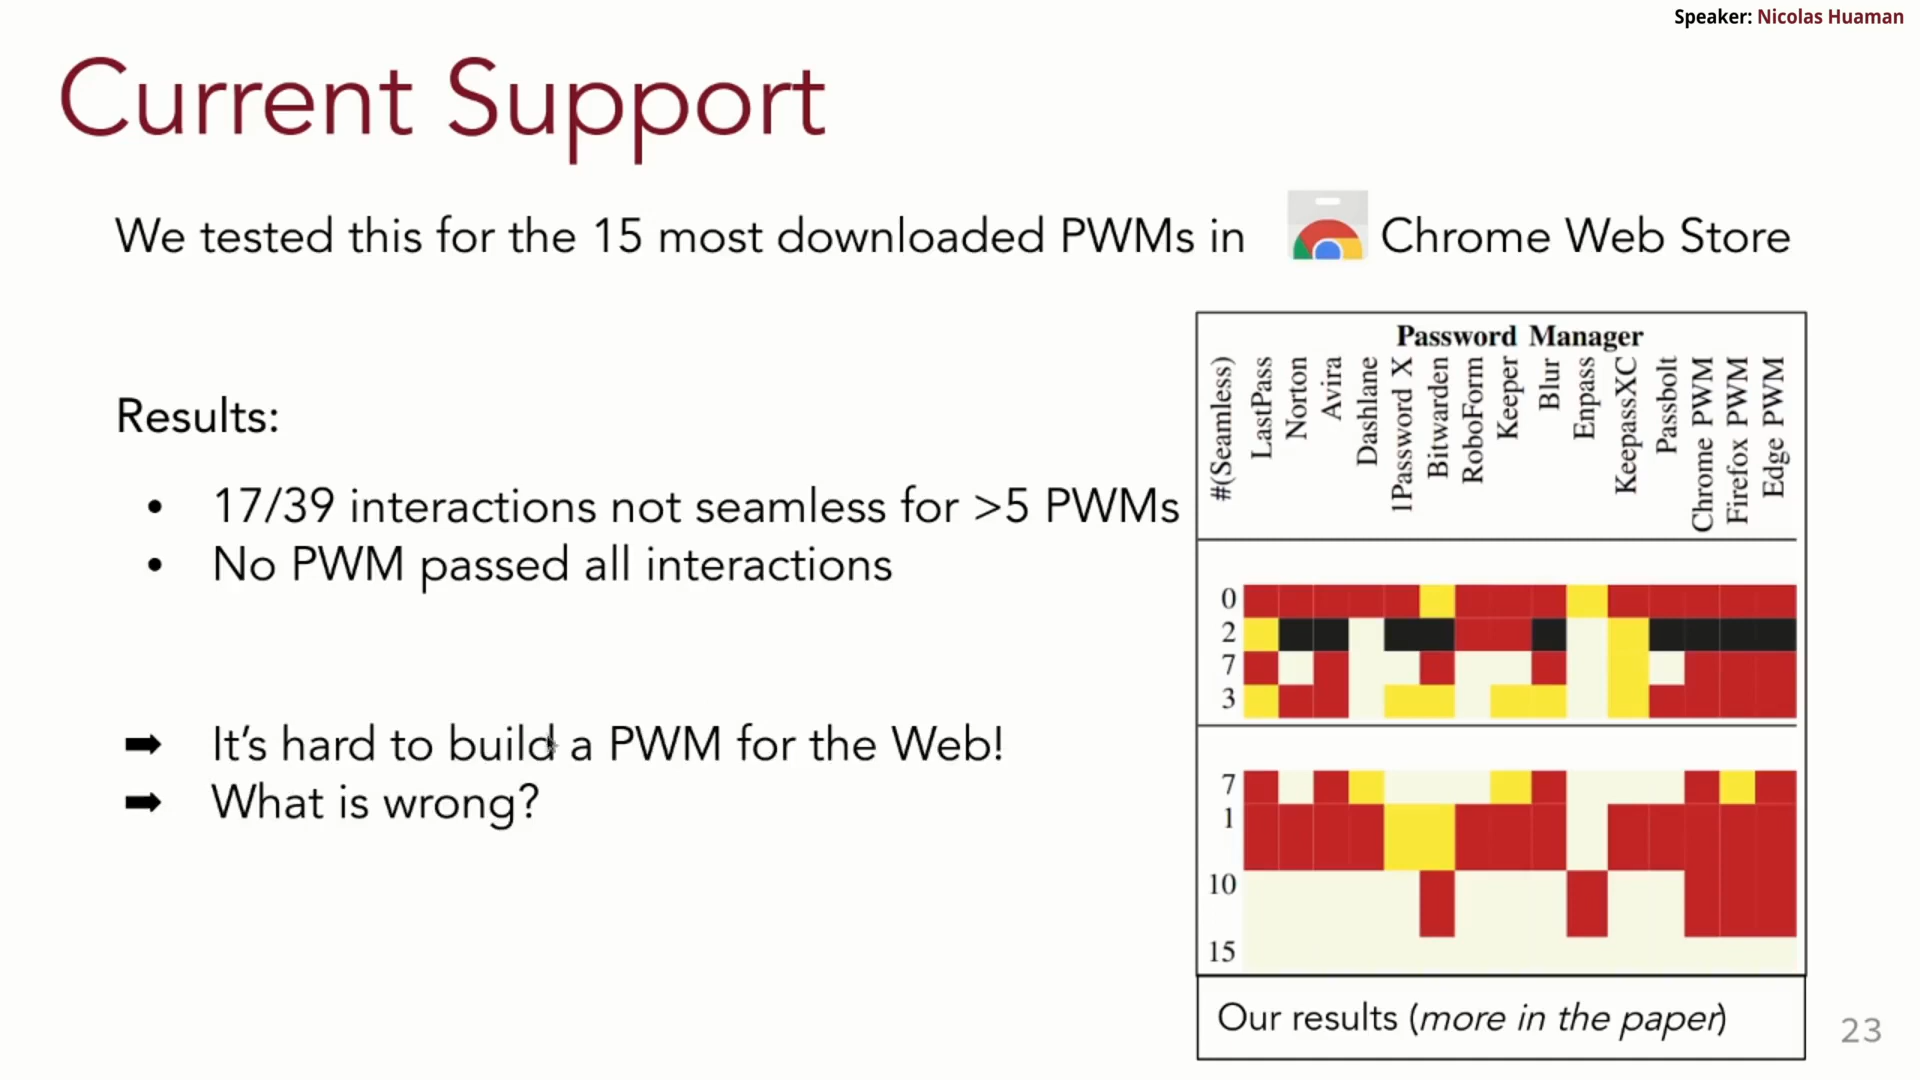 Speaker: Nicolas Huaman
Current Support
We tested this for the 15 most downloaded PWMs in Chrome Web Store
Results:
• 17/39 interactions not seamless for >5 PWMs
• No PWM passed all interactions
➡ It's hard to build a PWM for the Web!
➡ What is wrong?
Password Manager
#(Seamless)
LastPass
Norton
Avira
Dashlane
1Password X
Bitwarden
RoboForm
Keeper
Blur
Enpass
KeepassXC
Passbolt
Chrome PWM
Firefox PWM
Edge PWM
0
2
7
3
7
1
10
15
Our results (more in the paper)
23